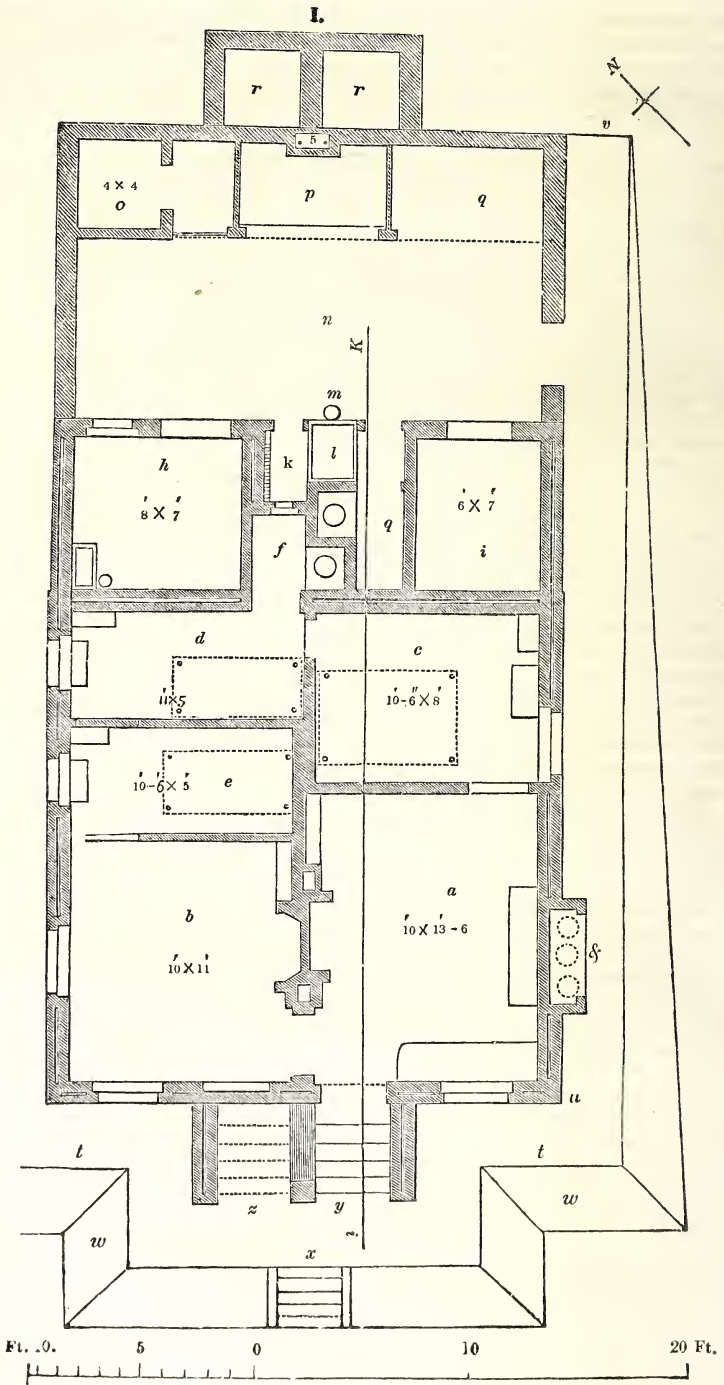 I.
N
v
r r
5
4 × 4
o
p
q
n
K
m
h
8' × 7'
k
l
f
q
6' × 7'
i
d
11 × 5
c
10'-6" × 8'
10'-6' × 5'
e
b
10' × 11'
a
10' × 13'-6
&
u
t
t
w
w
z
y
i
x
Ft. .0. 5 0 10 20 Ft.